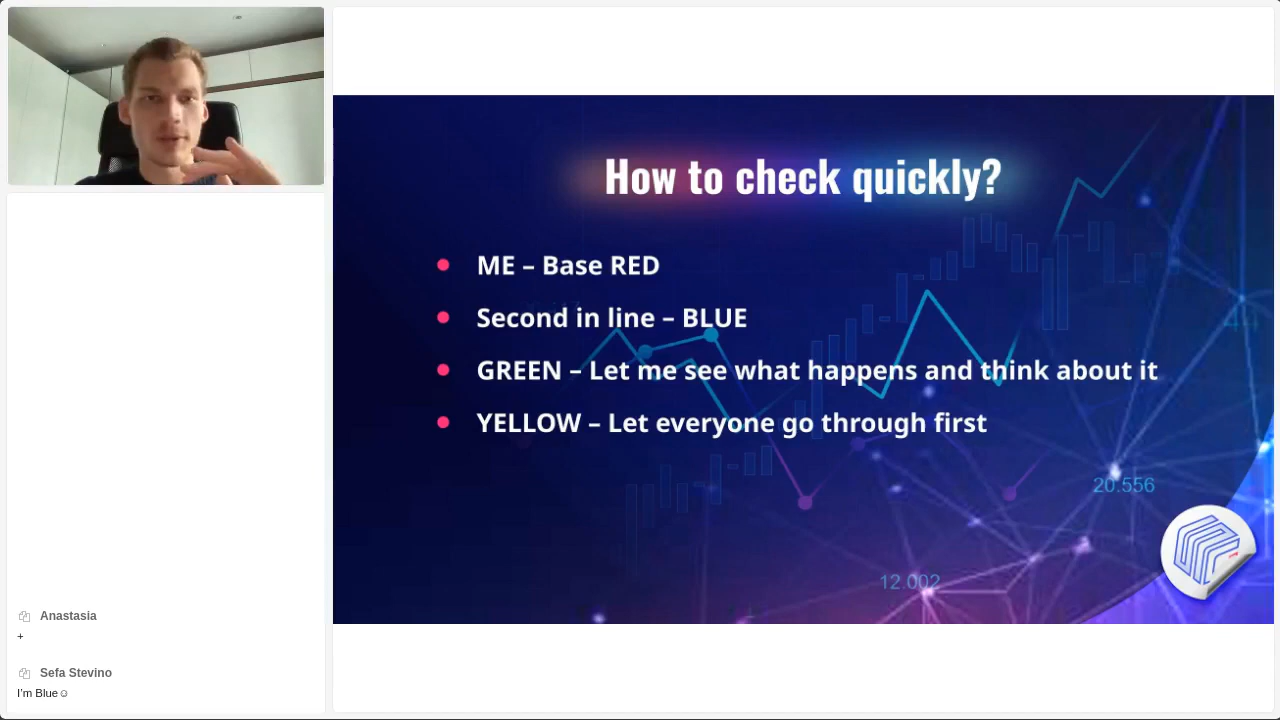 How to check quickly?
ME – Base RED
Second in line – BLUE
GREEN – Let me see what happens and think about it
YELLOW – Let everyone go through first
20.556
12.002
Anastasia
+
Sefa Stevino
I'm Blue☺